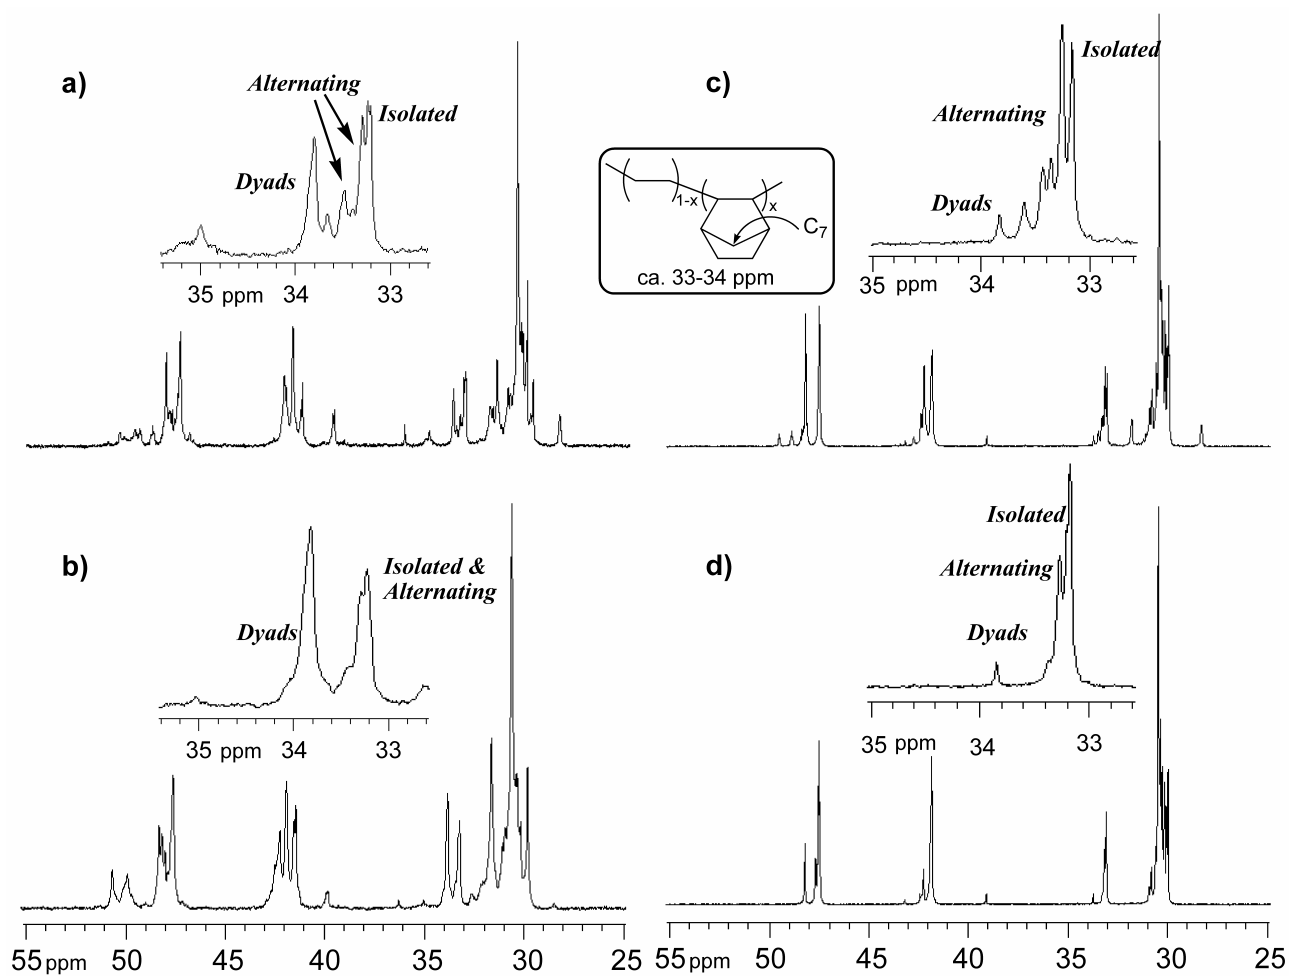 a)
Alternating
Isolated
Dyads
35 ppm 34 33
c)
Isolated
Alternating
Dyads
35 ppm 34 33
1-x
x
C7
ca. 33-34 ppm
b)
Isolated &
Alternating
Dyads
35 ppm 34 33
d)
Isolated
Alternating
Dyads
35 ppm 34 33
55 ppm 50 45 40 35 30 25
55 ppm 50 45 40 35 30 25